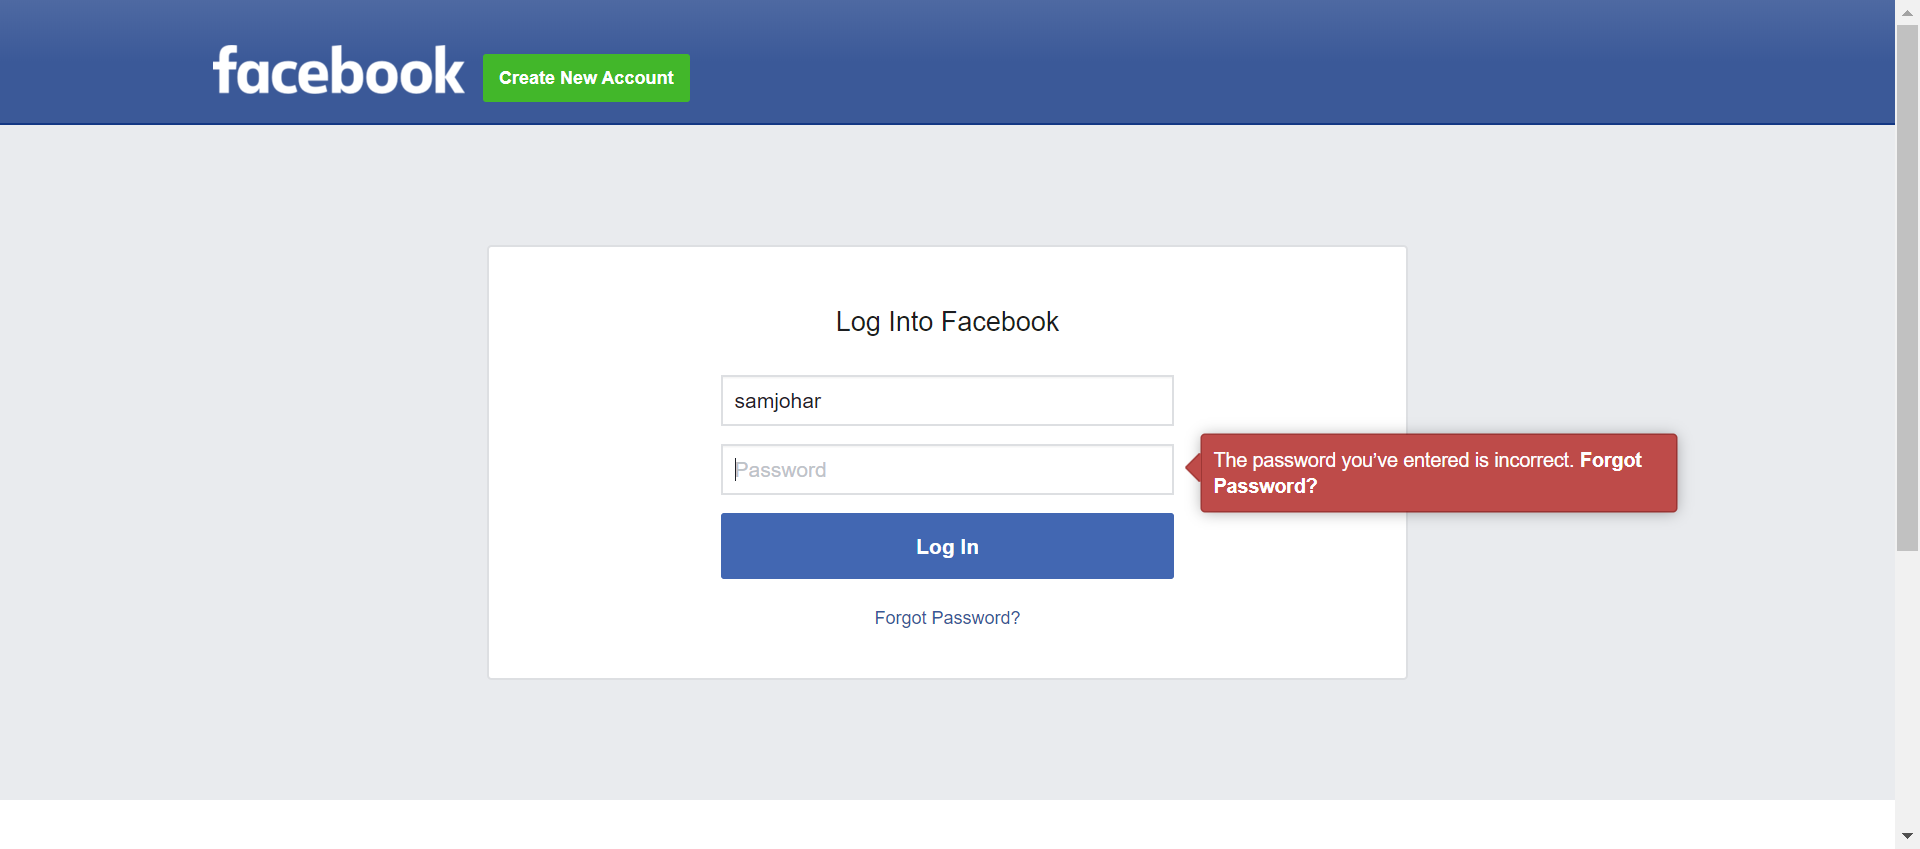 facebook
Create New Account
Log Into Facebook
samjohar
Password
The password you’ve entered is incorrect. Forgot
Password?
Log In
Forgot Password?